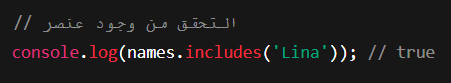 // التحقق من وجود عنصر
console.log(names.includes('Lina')); // true